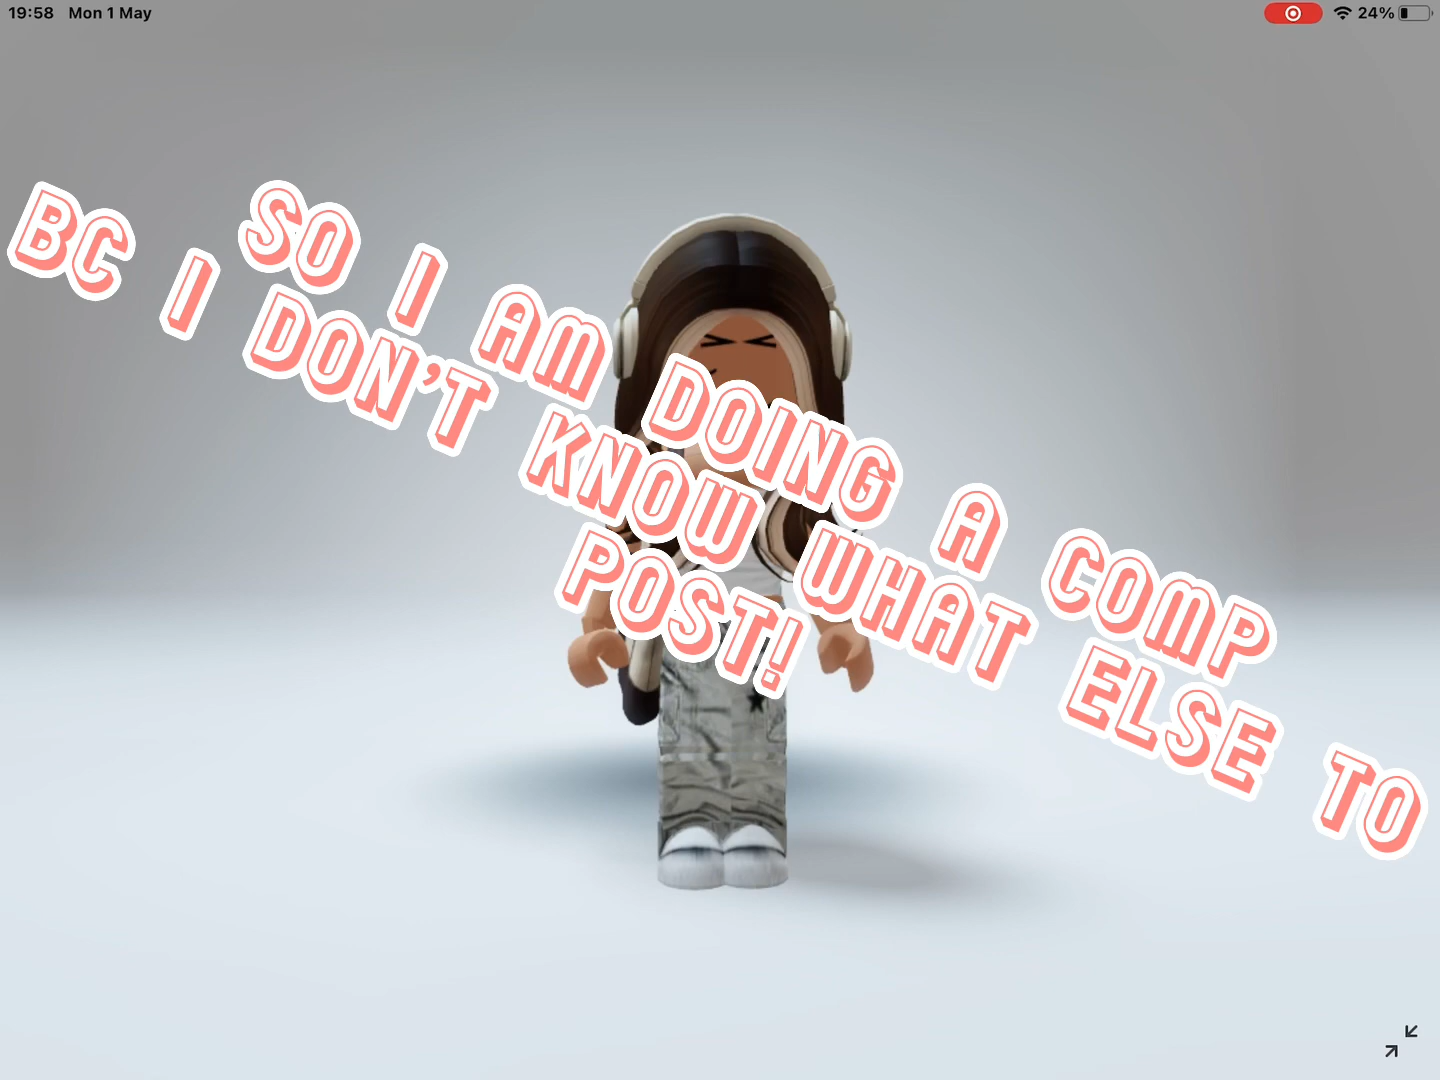 19:58 Mon 1 May
24%
SO I AM DOING A COMP
BC I DON'T KNOW WHAT ELSE TO
POST!